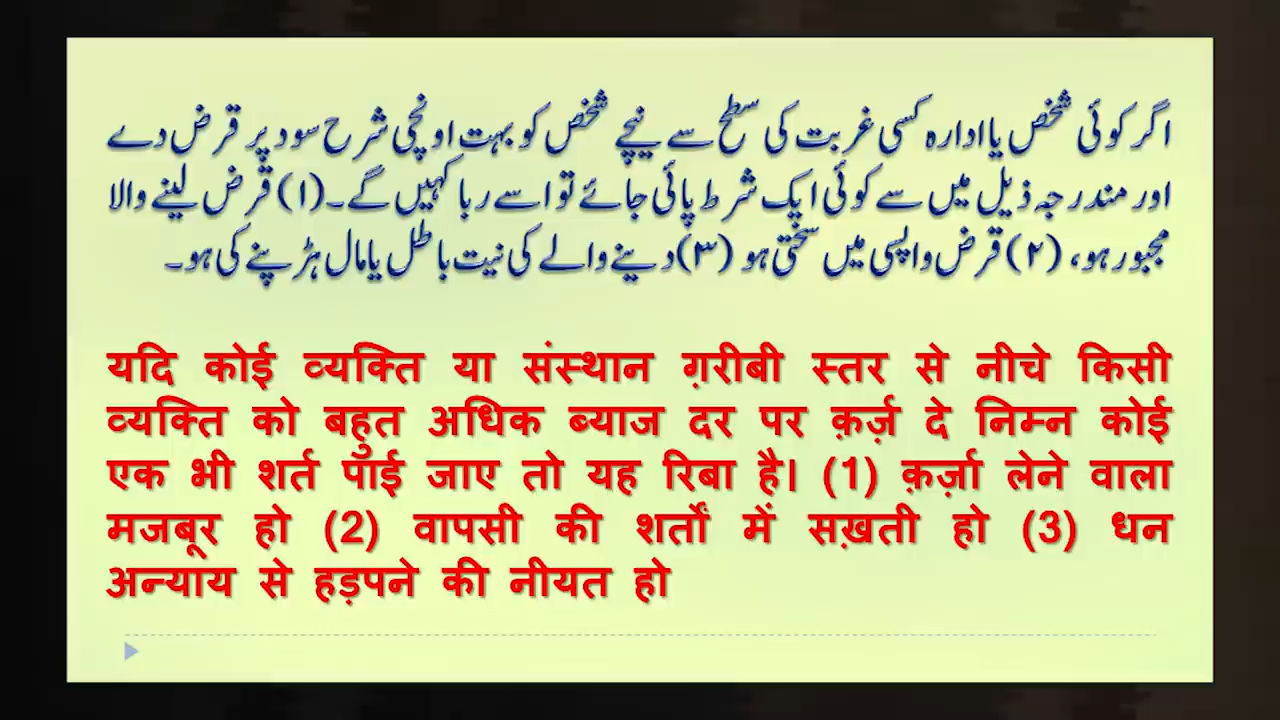 اگر کوئی شخص یا ادارہ کسی غربت کی سطح سے نیچے شخص کو بہت اونچی شرح سود پر قرض دے
اور مندرجہ ذیل میں سے کوئی ایک شرط پائی جائے تو اسے ربا کہیں گے۔ (۱) قرض لینے والا
مجبور ہو، (۲) قرض واپسی میں سختی ہو (۳) دینے والے کی نیت باطل یا مال ہڑپنے کی ہو۔
यदि कोई व्यक्ति या संस्थान ग़रीबी स्तर से नीचे किसी
व्यक्ति को बहुत अधिक ब्याज दर पर क़र्ज़ दे निम्न कोई
एक भी शर्त पाई जाए तो यह रिबा है। (1) क़र्ज़ा लेने वाला
मजबूर हो (2) वापसी की शर्तों में सख़ती हो (3) धन
अन्याय से हड़पने की नीयत हो